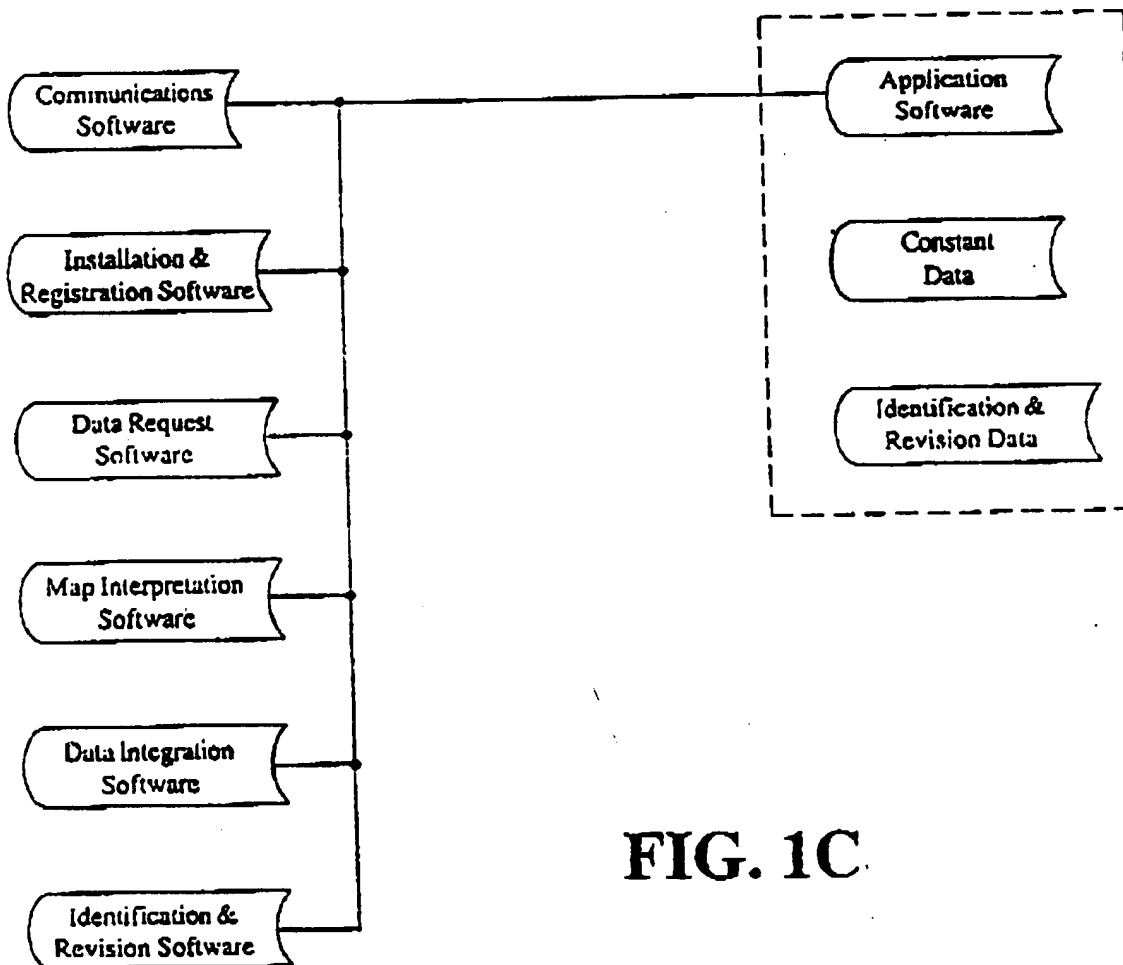 Communications
Software
Application
Software
Installation &
Registration Software
Constant
Data
Data Request
Software
Identification &
Revision Data
Map Interpretation
Software
Data Integration
Software
FIG. 1C
Identification &
Revision Software